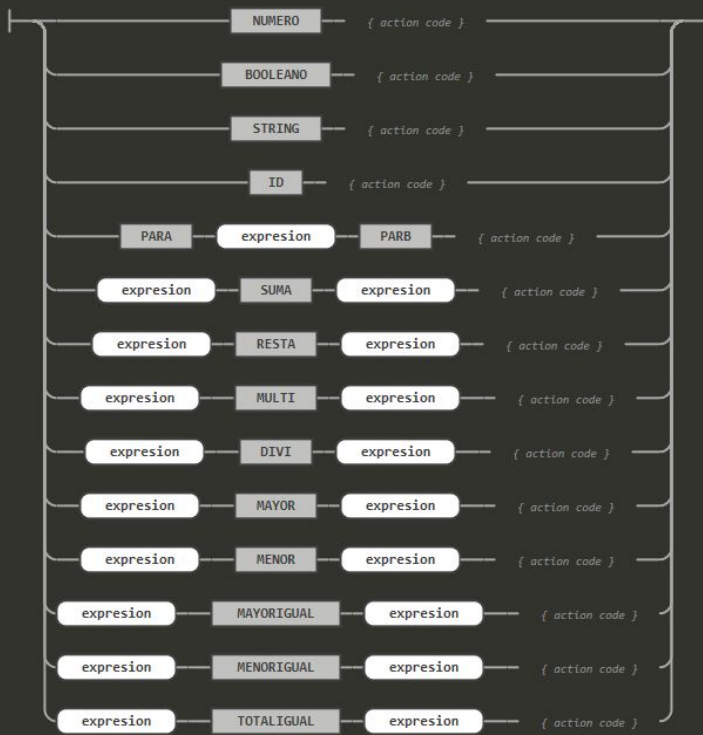 NUMERO { action code }
BOOLEANO { action code }
STRING { action code }
ID { action code }
PARA expresion PARB { action code }
expresion SUMA expresion { action code }
expresion RESTA expresion { action code }
expresion MULTI expresion { action code }
expresion DIVI expresion { action code }
expresion MAYOR expresion { action code }
expresion MENOR expresion { action code }
expresion MAYORIGUAL expresion { action code }
expresion MENORIGUAL expresion { action code }
expresion TOTALIGUAL expresion { action code }